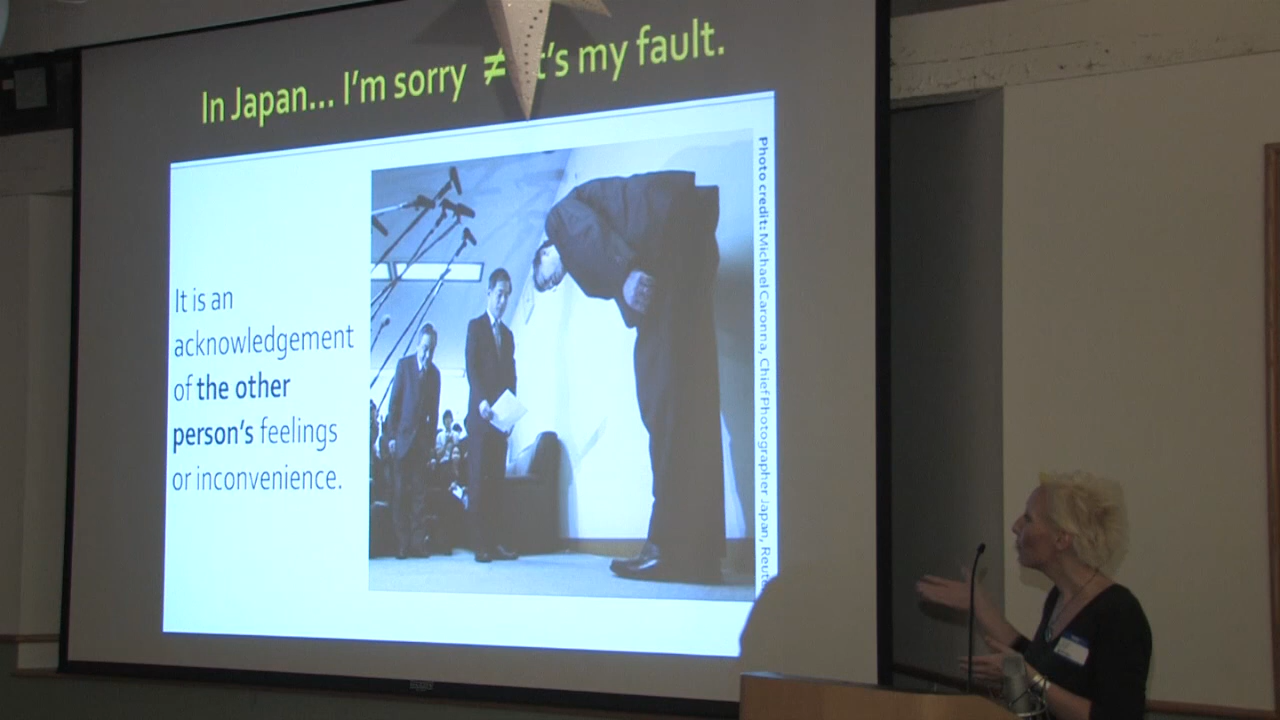 In Japan... I'm sorry ≠ 's my fault.
It is an
acknowledgement
of the other
person's feelings
or inconvenience.
Photo credit: Michael Caronna, Chief Photographer Japan,